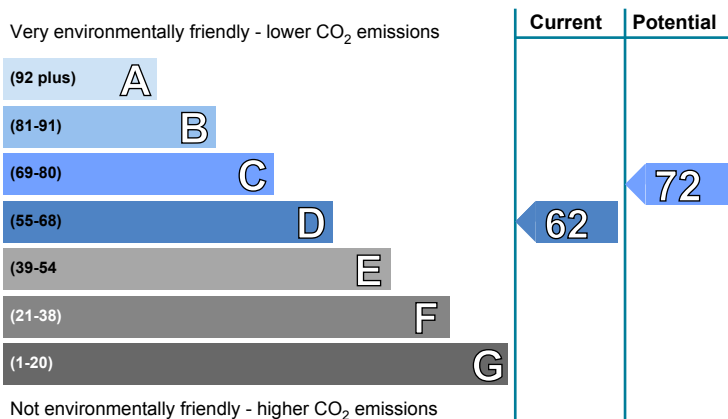 Current Potential
Very environmentally friendly - lower CO2 emissions
(92 plus) A
(81-91) B
(69-80) C
72
(55-68) D
62
(39-54 E
(21-38) F
(1-20) G
Not environmentally friendly - higher CO2 emissions